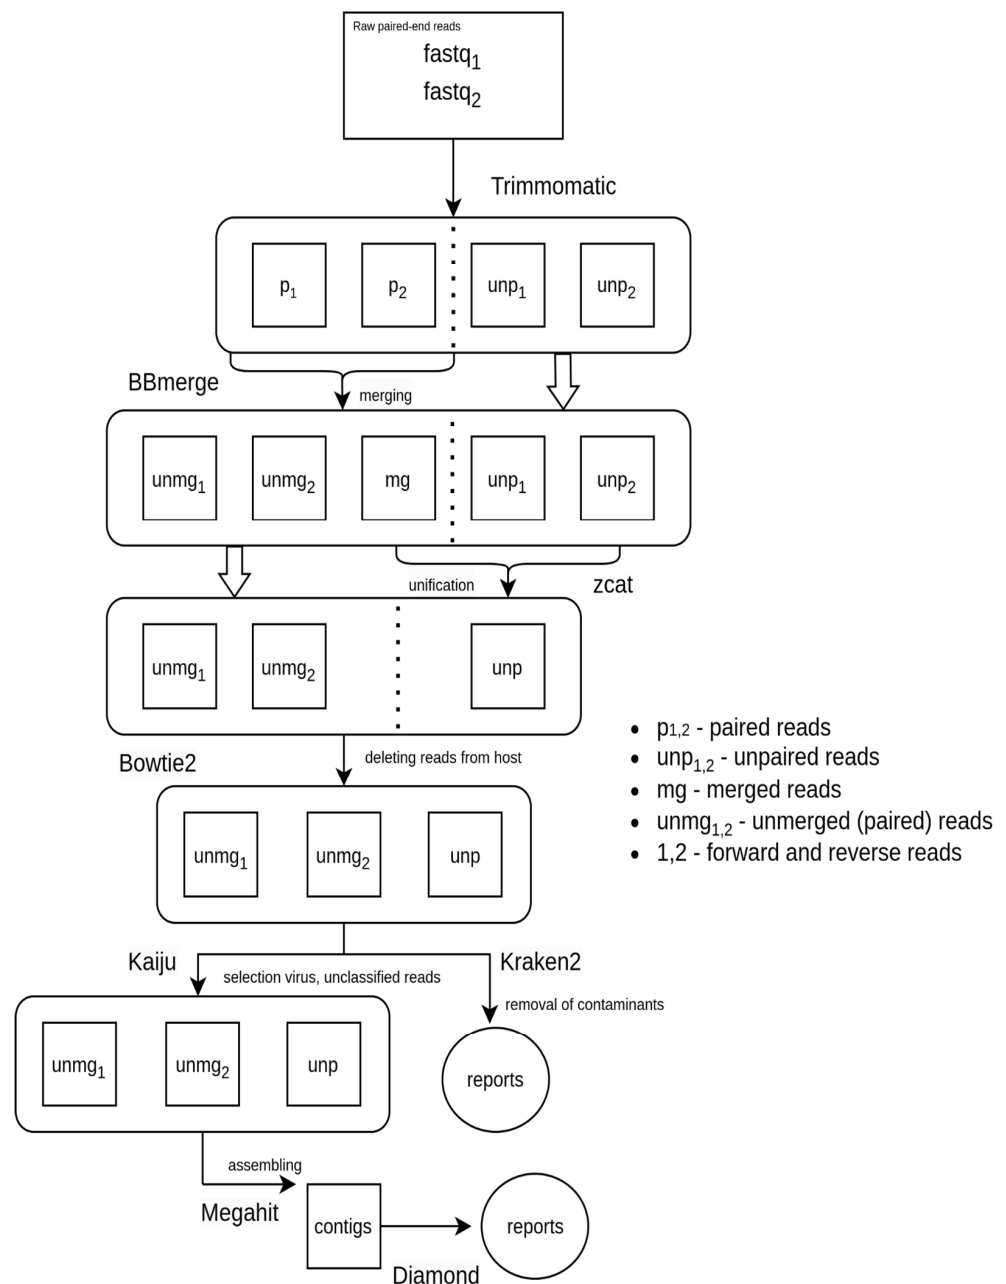 Raw paired-end reads
fastq1
fastq2
Trimmomatic
p1 p2 unp1 unp2
BBmerge
merging
unmg1 unmg2 mg unp1 unp2
unification
zcat
unmg1 unmg2 unp
• p1,2 - paired reads
• unp1,2 - unpaired reads
• mg - merged reads
• unmg1,2 - unmerged (paired) reads
• 1,2 - forward and reverse reads
Bowtie2
deleting reads from host
unmg1 unmg2 unp
Kaiju
selection virus, unclassified reads
Kraken2
removal of contaminants
unmg1 unmg2 unp
reports
assembling
Megahit
contigs
reports
Diamond